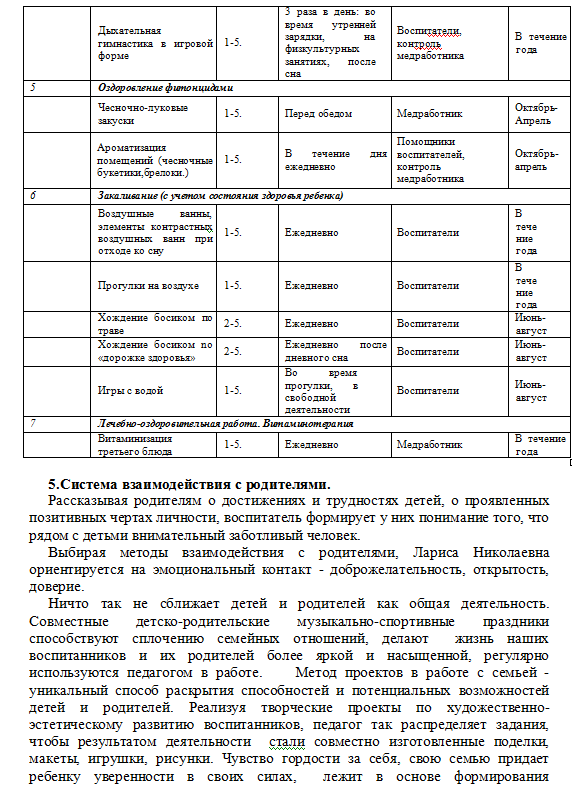 Дыхательная гимнастика в игровой форме 1-5. 3 раза в день: во время утренней зарядки, на физкультурных занятиях, после сна Воспитатели, контроль медработника В течение года
5 Оздоровление фитонцидами
Чесночно-луковые закуски 1-5. Перед обедом Медработник Октябрь-Апрель
Ароматизация помещений (чесночные букетики,брелоки.) 1-5. В течение дня ежедневно Помощники воспитателей, контроль медработника Октябрь-апрель
6 Закаливание (с учетом состояния здоровья ребенка)
Воздушные ванны, элементы контрастных воздушных ванн при отходе ко сну 1-5. Ежедневно Воспитатели В тече ние года
Прогулки на воздухе 1-5. Ежедневно Воспитатели В тече ние года
Хождение босиком по траве 2-5. Ежедневно Воспитатели Июнь-август
Хождение босиком по «дорожке здоровья» 2-5. Ежедневно после дневного сна Воспитатели Июнь-август
Игры с водой 1-5. Во время прогулки, в свободной деятельности Воспитатели Июнь-август
7 Лечебно-оздоровительная работа. Витаминотерапия
Витаминизация третьего блюда 1-5. Ежедневно Медработник В течение года
5.Система взаимодействия с родителями.
Рассказывая родителям о достижениях и трудностях детей, о проявленных
позитивных чертах личности, воспитатель формирует у них понимание того, что
рядом с детьми внимательный заботливый человек.
Выбирая методы взаимодействия с родителями, Лариса Николаевна
ориентируется на эмоциональный контакт - доброжелательность, открытость,
доверие.
Ничто так не сближает детей и родителей как общая деятельность.
Совместные детско-родительские музыкально-спортивные праздники
способствуют сплочению семейных отношений, делают жизнь наших
воспитанников и их родителей более яркой и насыщенной, регулярно
используются педагогом в работе. Метод проектов в работе с семьей -
уникальный способ раскрытия способностей и потенциальных возможностей
детей и родителей. Реализуя творческие проекты по художественно-
эстетическому развитию воспитанников, педагог так распределяет задания,
чтобы результатом деятельности стали совместно изготовленные поделки,
макеты, игрушки, рисунки. Чувство гордости за себя, свою семью придает
ребенку уверенности в своих силах, лежит в основе формирования